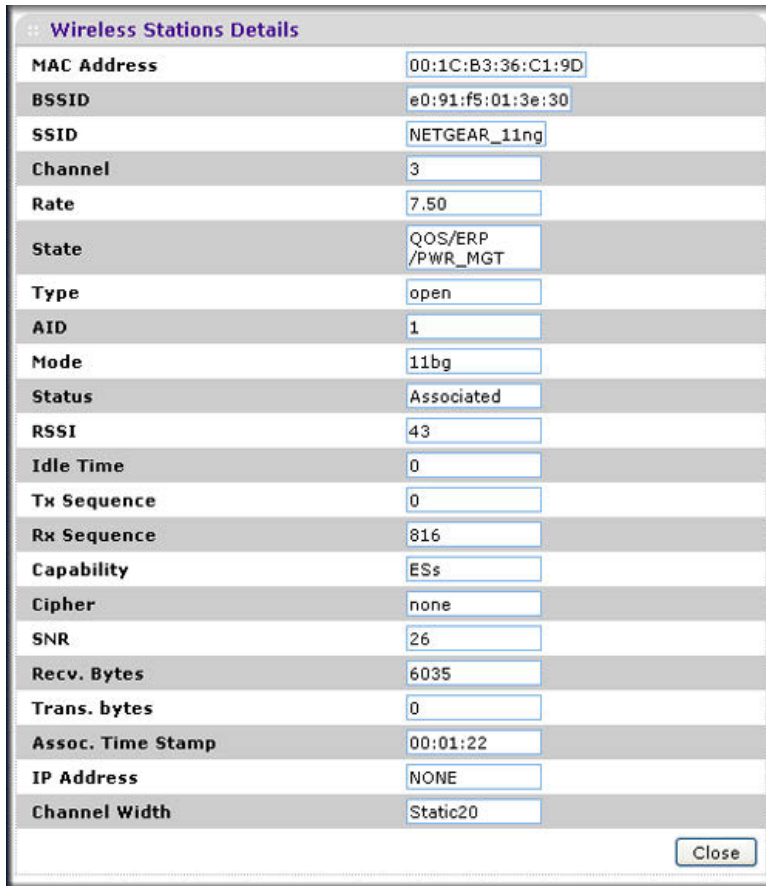 Wireless Stations Details
MAC Address 00:1C:B3:36:C1:9D
BSSID e0:91:f5:01:3e:30
SSID NETGEAR_11ng
Channel 3
Rate 7.50
State QOS/ERP
/PWR_MGT
Type open
AID 1
Mode 11bg
Status Associated
RSSI 43
Idle Time 0
Tx Sequence 0
Rx Sequence 816
Capability ESs
Cipher none
SNR 26
Recv. Bytes 6035
Trans. bytes 0
Assoc. Time Stamp 00:01:22
IP Address NONE
Channel Width Static20
Close